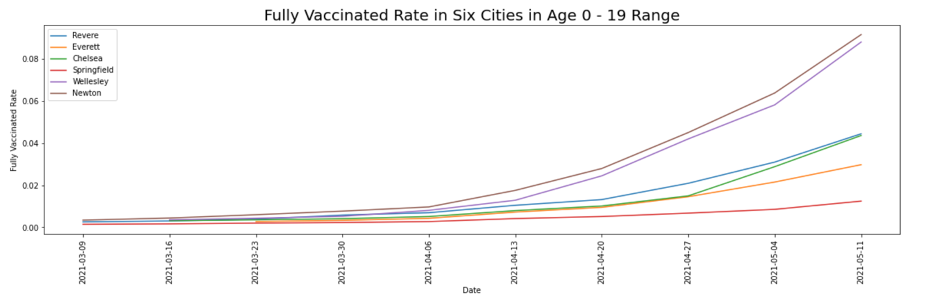 Fully Vaccinated Rate in Six Cities in Age 0 - 19 Range
Revere
Everett
Chelsea
Springfield
Wellesley
Newton
Fully Vaccinated Rate
0.08
0.06
0.04
0.02
0.00
2021-03-09
2021-03-16
2021-03-23
2021-03-30
2021-04-06
2021-04-13
2021-04-20
2021-04-27
2021-05-04
2021-05-11
Date